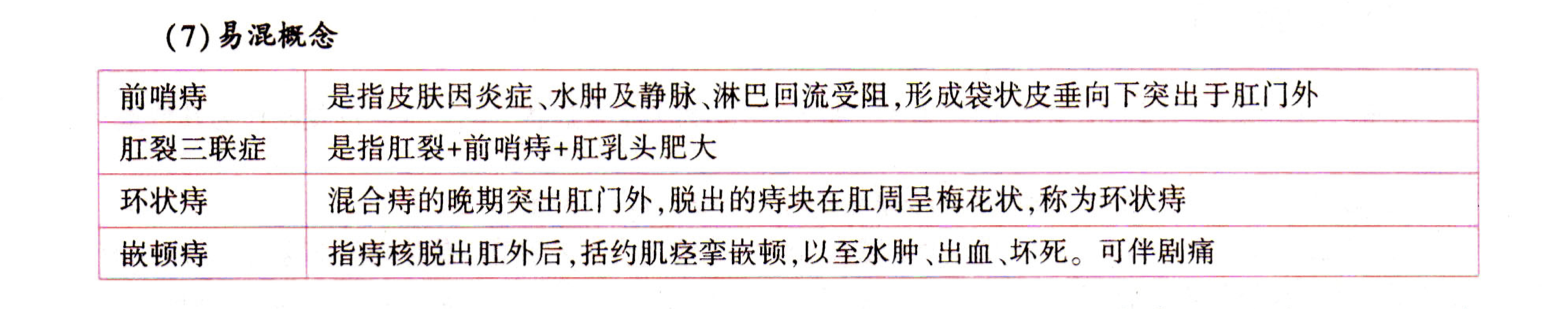 (7)易混概念
前哨痔 是指皮肤因炎症、水肿及静脉、淋巴回流受阻,形成袋状皮垂向下突出于肛门外
肛裂三联症 是指肛裂+前哨痔+肛乳头肥大
环状痔 混合痔的晚期突出肛门外,脱出的痔块在肛周呈梅花状,称为环状痔
嵌顿痔 指痔核脱出肛外后,括约肌痉挛嵌顿,以至水肿、出血、坏死。可伴剧痛